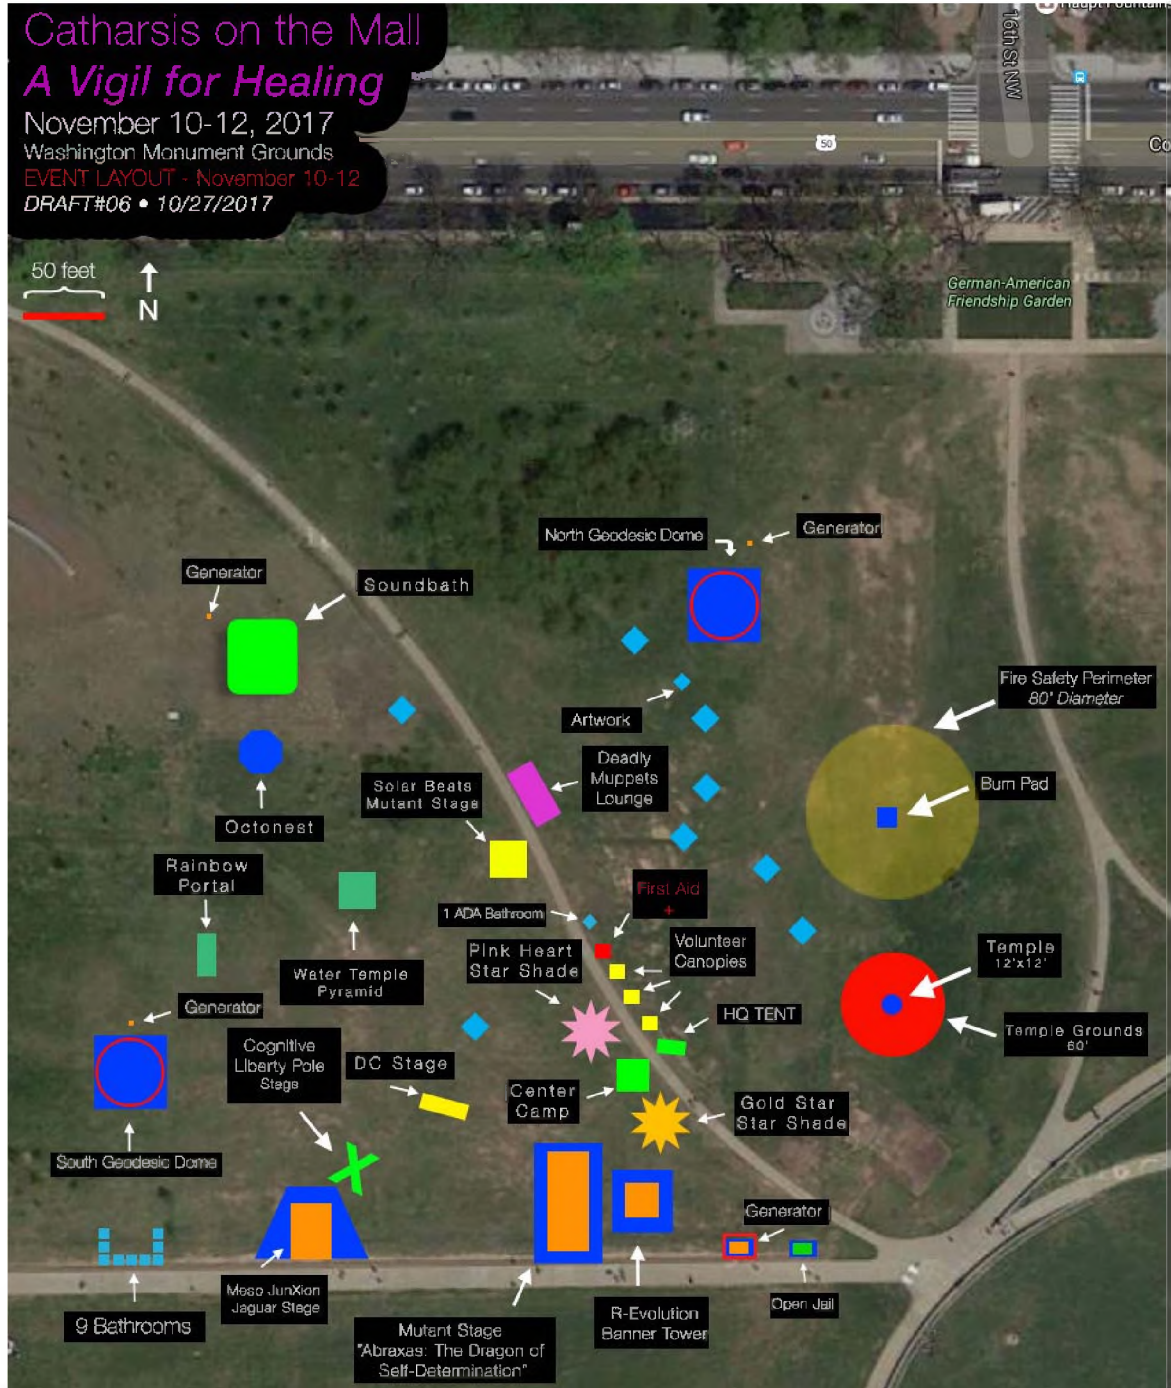 Catharsis on the Mall
A Vigil for Healing
November 10-12, 2017
Washington Monument Grounds
EVENT LAYOUT - November 10-12
DRAFT#06 • 10/27/2017
16th St NW
50
50 feet
N
German-American
Friendship Garden
North Geodesic Dome
Generator
Generator
Soundbath
Fire Safety Perimeter
80' Diameter
Artwork
Deadly
Muppets
Lounge
Solar Beats
Mutant Stage
Burn Pad
Octonest
Rainbow
Portal
First Aid
+
1 ADA Bathroom
Pink Heart
Star Shade
Volunteer
Canopies
Temple
12'x12'
Water Temple
Pyramid
Generator
HQ TENT
Temple Grounds
60'
Cognitive
Liberty Pole
Stage
DC Stage
Center
Camp
Gold Star
Star Shade
South Geodesic Dome
Generator
Meso JunXion
Jaguar Stage
9 Bathrooms
Mutant Stage
"Abraxas: The Dragon of
Self-Determination"
R-Evolution
Banner Tower
Open Jail